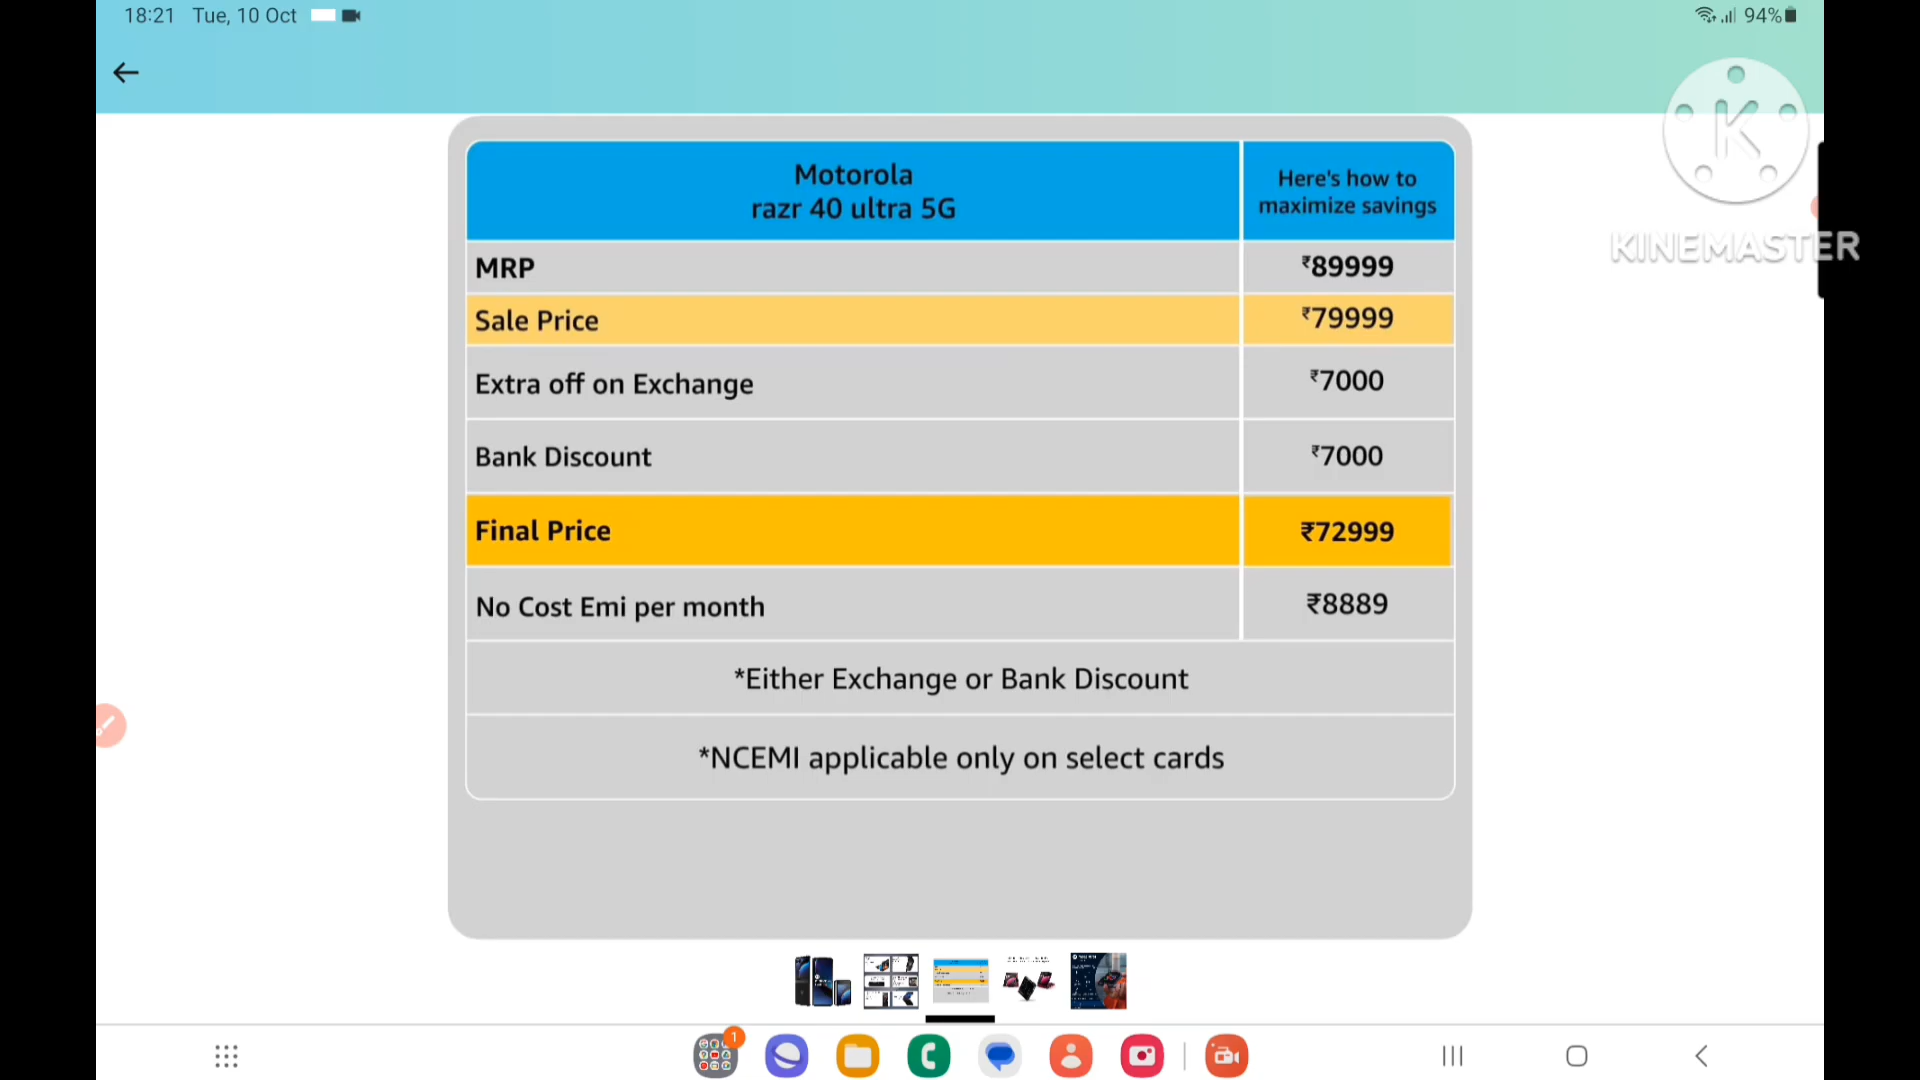 18:21 Tue, 10 Oct
94%
K
KINEMASTER
Motorola
razr 40 ultra 5G
Here's how to
maximize savings
MRP ₹89999
Sale Price ₹79999
Extra off on Exchange ₹7000
Bank Discount ₹7000
Final Price ₹72999
No Cost Emi per month ₹8889
*Either Exchange or Bank Discount
*NCEMI applicable only on select cards
1